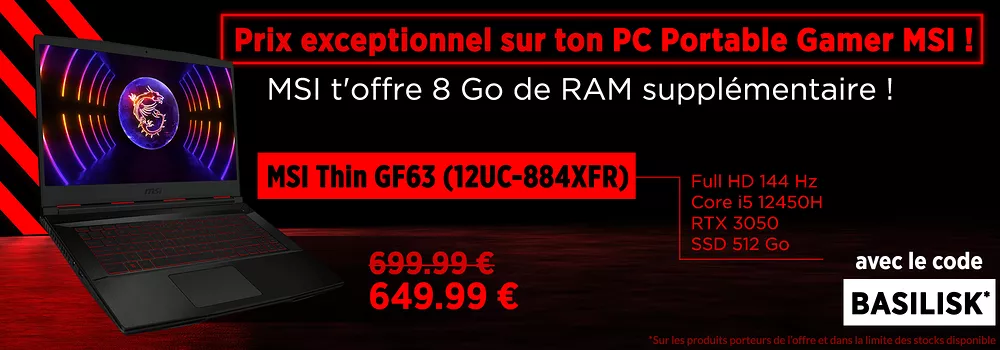 Prix exceptionnel sur ton PC Portable Gamer MSI !
MSI t'offre 8 Go de RAM supplémentaire !
MSI Thin GF63 (12UC-884XFR)
Full HD 144 Hz
Core i5 12450H
RTX 3050
SSD 512 Go
699.99 €
649.99 €
avec le code
BASILISK*
*Sur les produits porteurs de l'offre et dans la limite des stocks disponible
msi